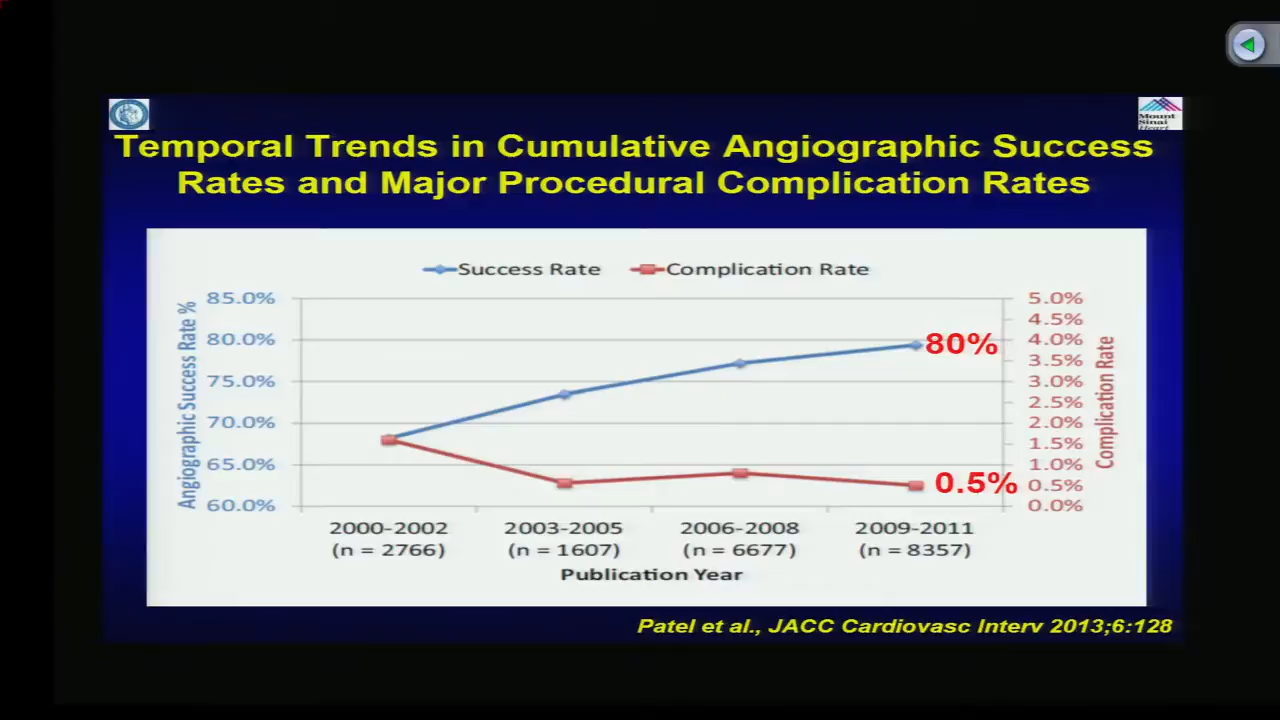 Mount
Sinai
Heart
Temporal Trends in Cumulative Angiographic Success
Rates and Major Procedural Complication Rates
Success Rate
Complication Rate
Angiographic Success Rate %
85.0%
80.0%
75.0%
70.0%
65.0%
60.0%
5.0%
4.5%
4.0%
3.5%
3.0%
2.5%
2.0%
1.5%
1.0%
0.5%
0.0%
Complication Rate
80%
0.5%
2000-2002
(n = 2766)
2003-2005
(n = 1607)
2006-2008
(n = 6677)
2009-2011
(n = 8357)
Publication Year
Patel et al., JACC Cardiovasc Interv 2013;6:128